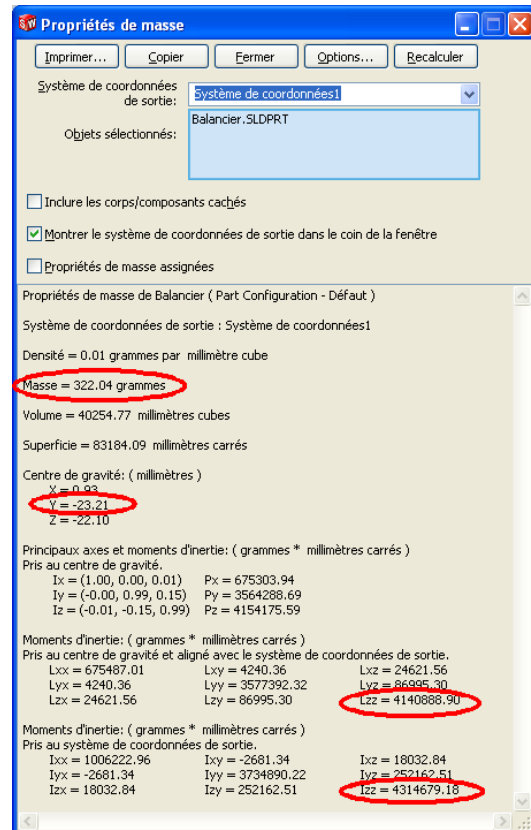 Propriétés de masse
Imprimer... Copier Fermer Options... Recalculer
Système de coordonnées de sortie: Système de coordonnées1
Objets sélectionnés: Balancier.SLDPRT
Inclure les corps/composants cachés
Montrer le système de coordonnées de sortie dans le coin de la fenêtre
Propriétés de masse assignées
Propriétés de masse de Balancier ( Part Configuration - Défaut )
Système de coordonnées de sortie : Système de coordonnées1
Densité = 0.01 grammes par millimètre cube
Masse = 322.04 grammes
Volume = 40254.77 millimètres cubes
Superficie = 83184.09 millimètres carrés
Centre de gravité: ( millimètres )
X = 0.93
Y = -23.21
Z = -22.10
Principaux axes et moments d'inertie: ( grammes * millimètres carrés )
Pris au centre de gravité.
Ix = (1.00, 0.00, 0.01) Px = 675303.94
Iy = (-0.00, 0.99, 0.15) Py = 3564288.69
Iz = (-0.01, -0.15, 0.99) Pz = 4154175.59
Moments d'inertie: ( grammes * millimètres carrés )
Pris au centre de gravité et aligné avec le système de coordonnées de sortie.
Lxx = 675487.01 Lxy = 4240.36 Lxz = 24621.56
Lyx = 4240.36 Lyy = 3577392.32 Lyz = 86995.30
Lzx = 24621.56 Lzy = 86995.30 Lzz = 4140888.90
Moments d'inertie: ( grammes * millimètres carrés )
Pris au système de coordonnées de sortie.
Ixx = 1006222.96 Ixy = -2681.34 Ixz = 18032.84
Iyx = -2681.34 Iyy = 3734890.22 Iyz = 252162.51
Izx = 18032.84 Izy = 252162.51 Izz = 4314679.18